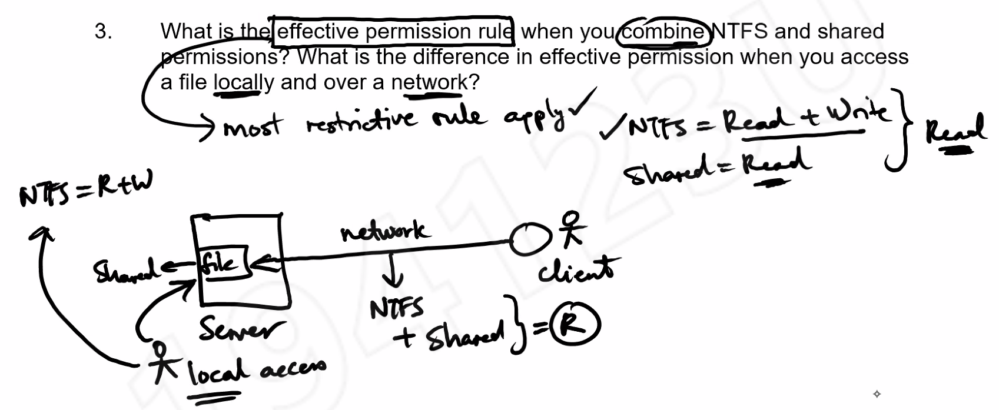 3. What is the effective permission rule when you combine NTFS and shared
permissions? What is the difference in effective permission when you access
a file locally and over a network?
→ most restrictive rule apply ✓
✓ NTFS = Read + Write
Shared = Read
} Read
NTFS = R+W
network
Shared ← file
client
NTFS
+ Shared } = R
Server
local access
194123U